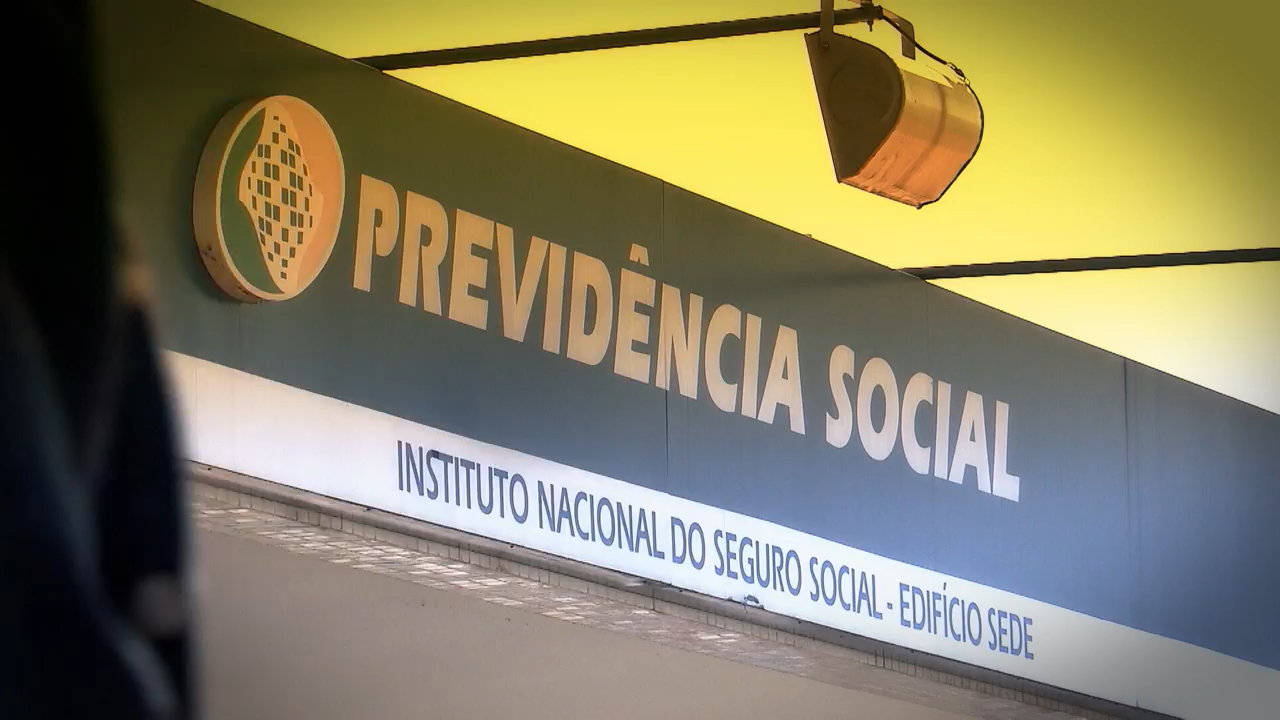 PREVIDÊNCIA SOCIAL
INSTITUTO NACIONAL DO SEGURO SOCIAL - EDIFÍCIO SEDE